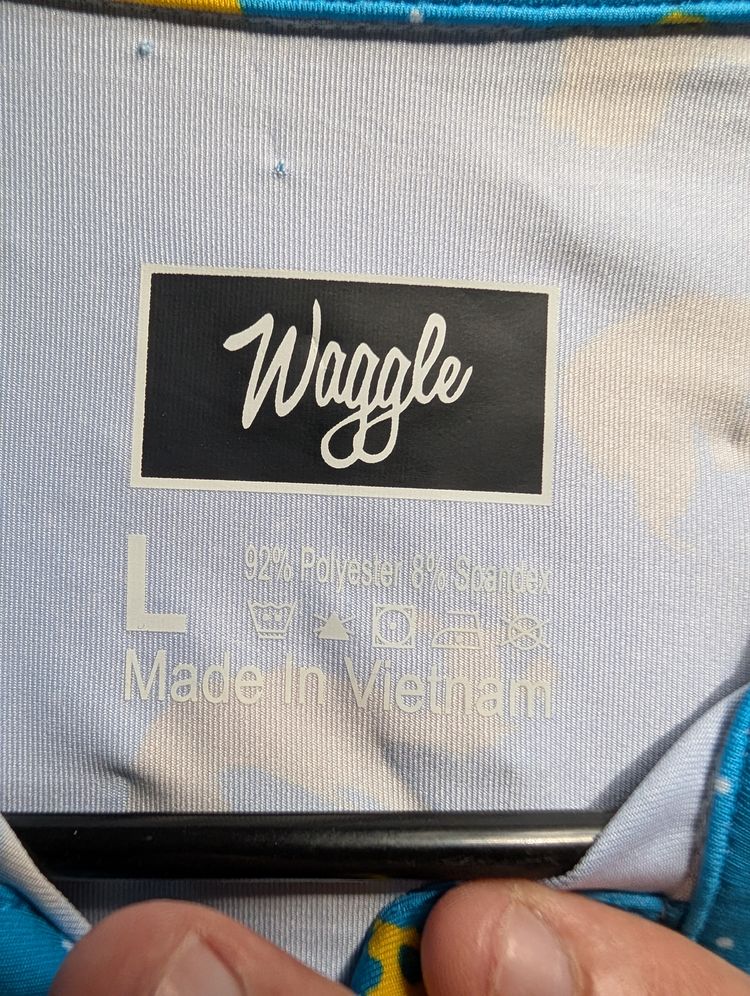 Waggle
L
92% Polyester 8% Spandex
Made In Vietnam